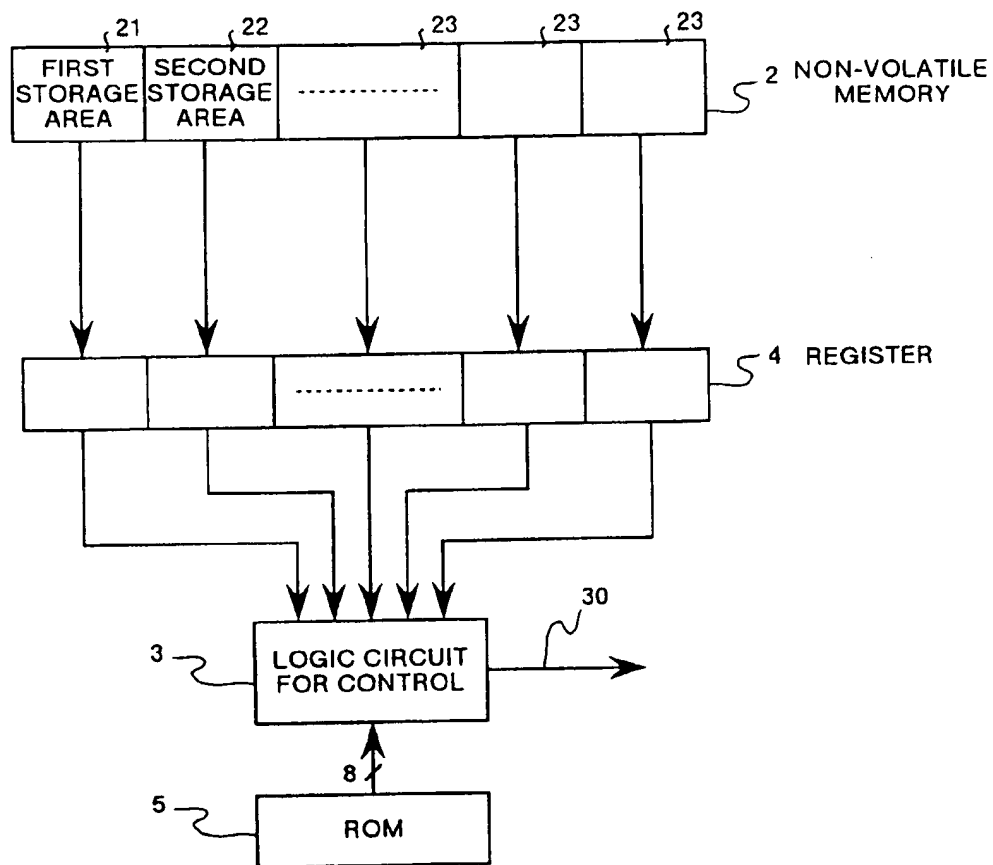 21 22 23 23 23
FIRST STORAGE AREA
SECOND STORAGE AREA
2 NON-VOLATILE MEMORY
4 REGISTER
30
3
LOGIC CIRCUIT
FOR CONTROL
8
5
ROM